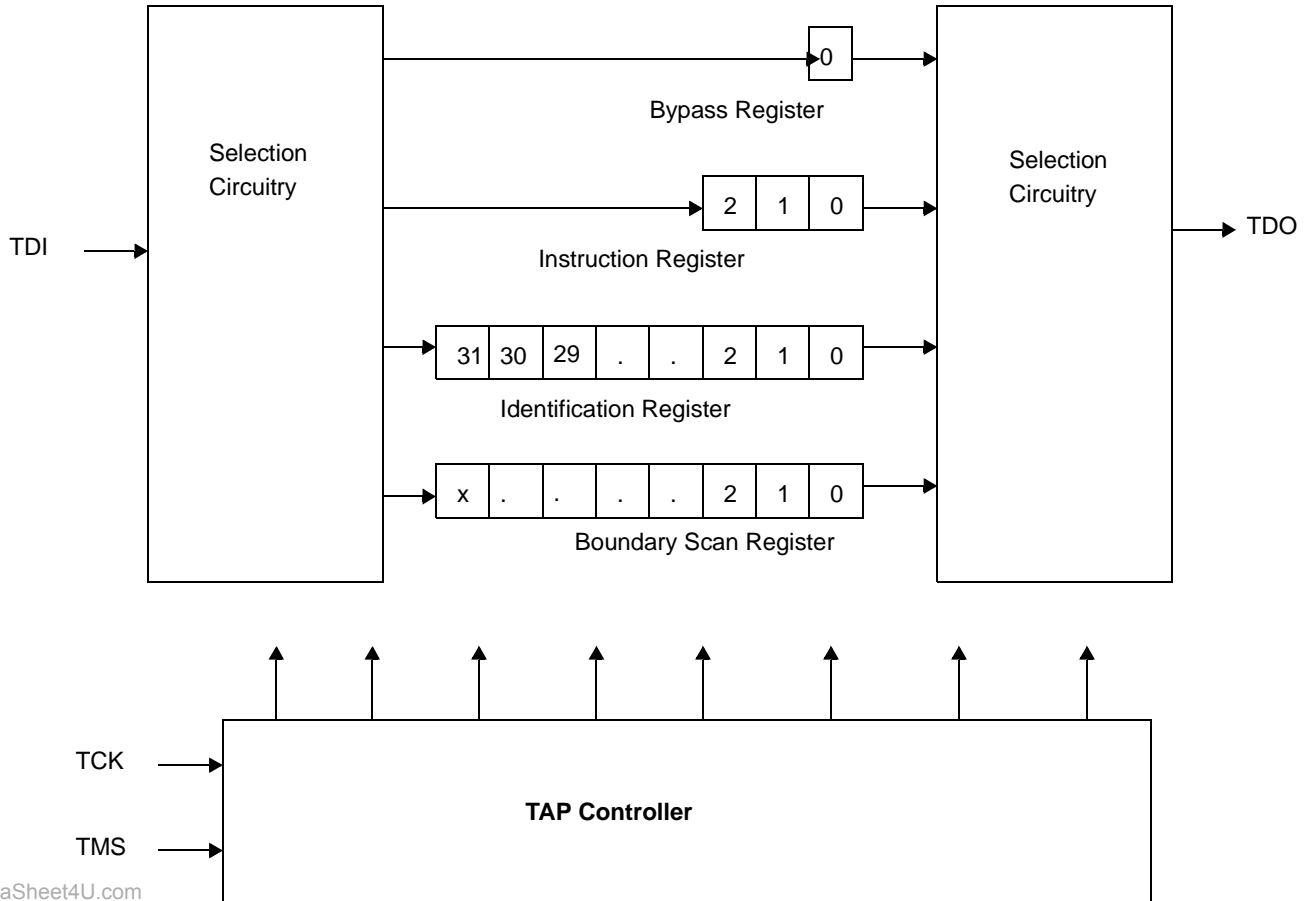 0
Bypass Register
Selection
Circuitry
Selection
Circuitry
2 1 0
Instruction Register
TDI
TDO
31 30 29 . . 2 1 0
Identification Register
x . . . . 2 1 0
Boundary Scan Register
TCK
TAP Controller
TMS
aSheet4U.com